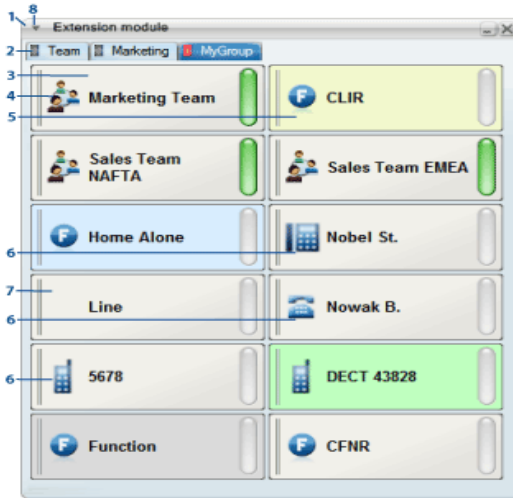 1
8
Extension module
2
Team
Marketing
MyGroup
3
4
Marketing Team
5
CLIR
Sales Team
NAFTA
Sales Team EMEA
Home Alone
6
Nobel St.
7
Line
6
Nowak B.
6
5678
DECT 43828
Function
CFNR